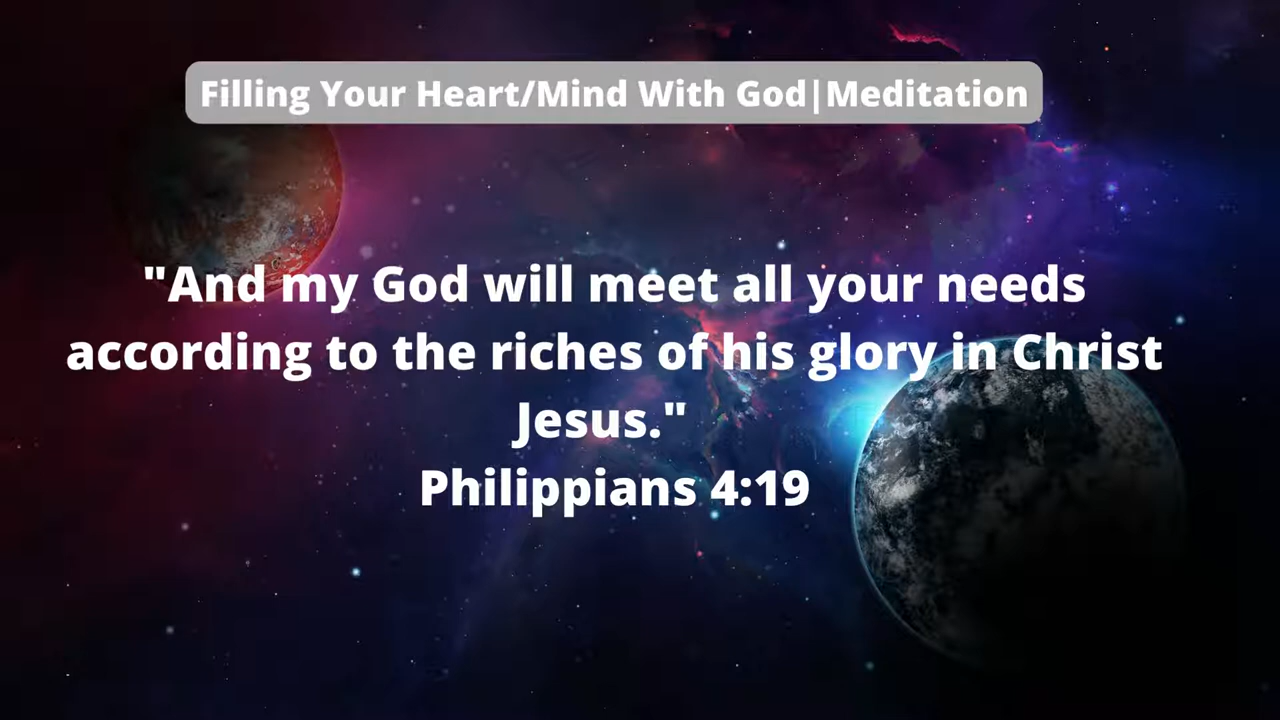 Filling Your Heart/Mind With God|Meditation
"And my God will meet all your needs
according to the riches of his glory in Christ
Jesus."
Philippians 4:19